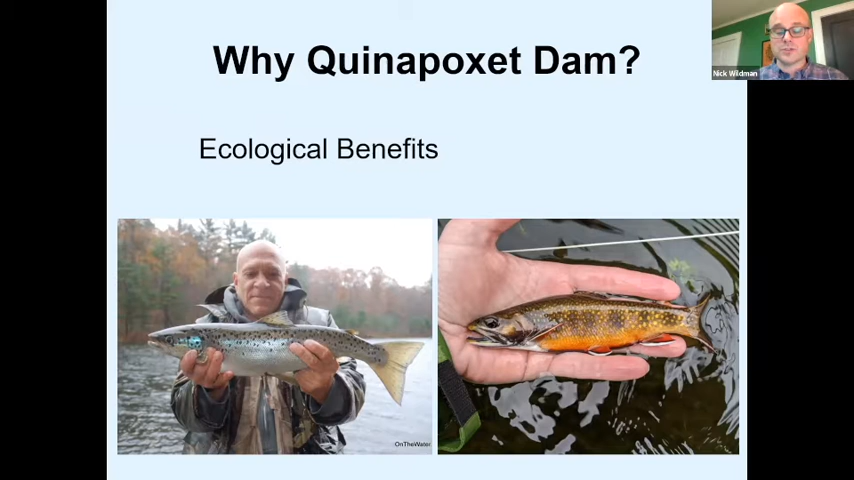 Why Quinapoxet Dam?
Nick Wildman
Ecological Benefits
OnTheWater.